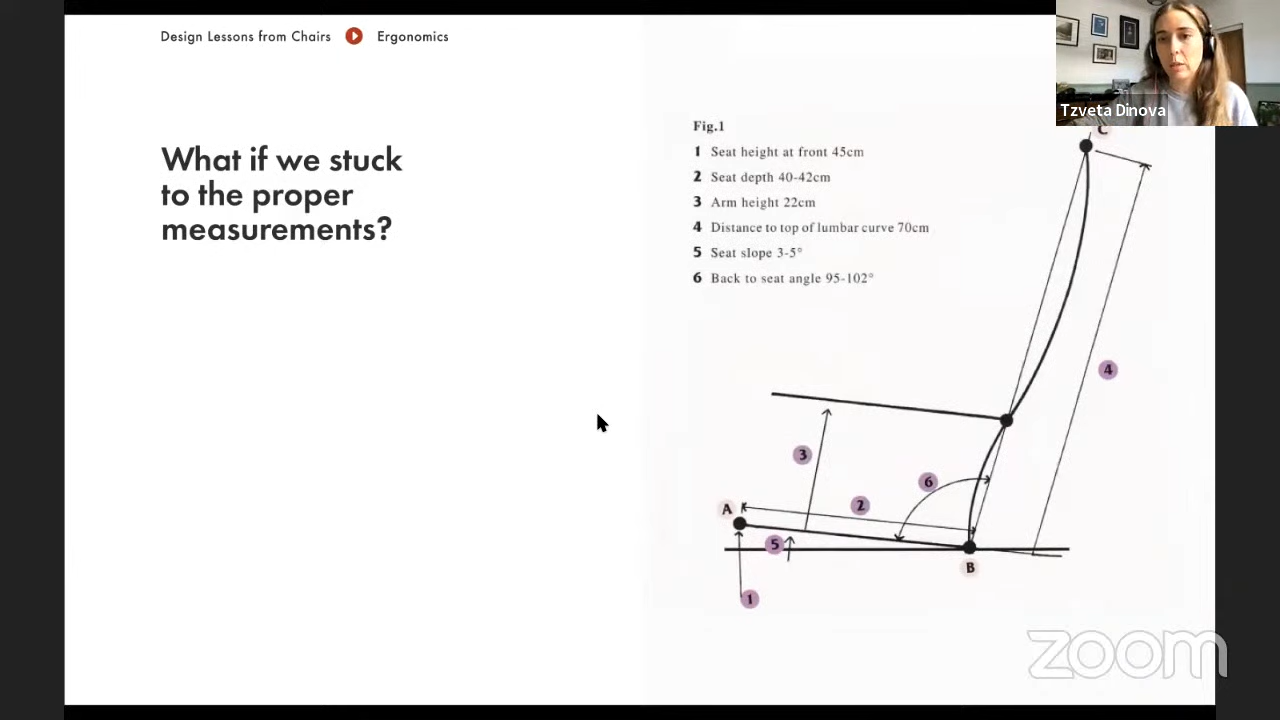 Design Lessons from Chairs Ergonomics
Tzveta Dinova
What if we stuck
to the proper
measurements?
Fig.1
1 Seat height at front 45cm
2 Seat depth 40-42cm
3 Arm height 22cm
4 Distance to top of lumbar curve 70cm
5 Seat slope 3-5°
6 Back to seat angle 95-102°
C
4
3
6
A
2
5
B
1
zoom